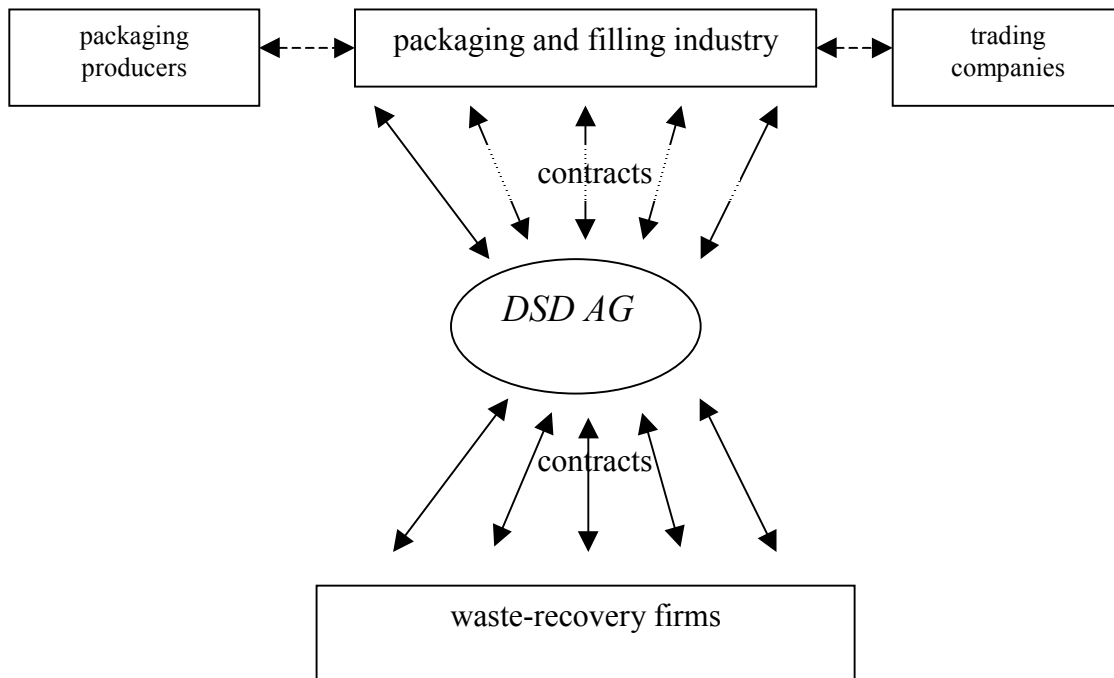 packaging
producers
packaging and filling industry
trading
companies
contracts
DSD AG
contracts
waste-recovery firms